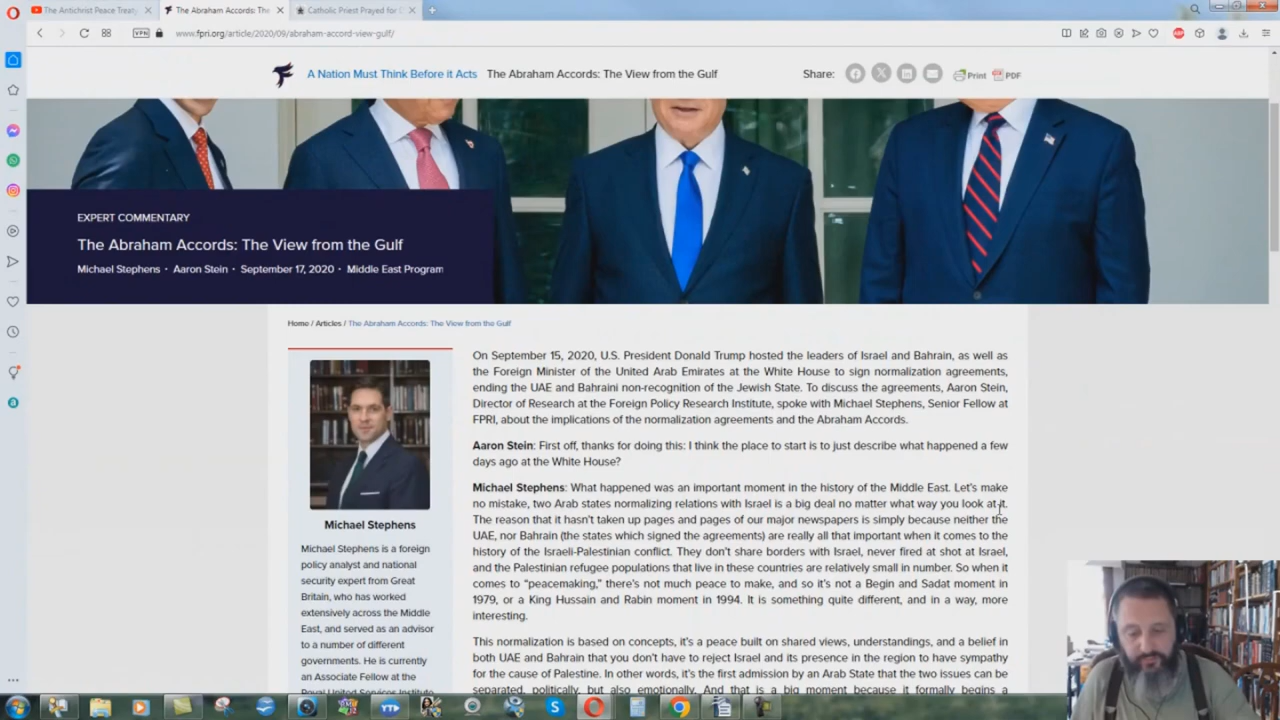 The Antichrist Peace Treaty
The Abraham Accords: The
Catholic Priest Prayed for
VPN
www.fpri.org/article/2020/09/abraham-accord-view-gulf/
A Nation Must Think Before it Acts
The Abraham Accords: The View from the Gulf
Share:
Print
PDF
EXPERT COMMENTARY
The Abraham Accords: The View from the Gulf
Michael Stephens · Aaron Stein · September 17, 2020 · Middle East Program
Home / Articles / The Abraham Accords: The View from the Gulf
Michael Stephens
Michael Stephens is a foreign
policy analyst and national
security expert from Great
Britain, who has worked
extensively across the Middle
East, and served as an advisor
to a number of different
governments. He is currently
an Associate Fellow at the
Royal United Services Institute
On September 15, 2020, U.S. President Donald Trump hosted the leaders of Israel and Bahrain, as well as
the Foreign Minister of the United Arab Emirates at the White House to sign normalization agreements,
ending the UAE and Bahraini non-recognition of the Jewish State. To discuss the agreements, Aaron Stein,
Director of Research at the Foreign Policy Research Institute, spoke with Michael Stephens, Senior Fellow at
FPRI, about the implications of the normalization agreements and the Abraham Accords.
Aaron Stein: First off, thanks for doing this: I think the place to start is to just describe what happened a few
days ago at the White House?
Michael Stephens: What happened was an important moment in the history of the Middle East. Let's make
no mistake, two Arab states normalizing relations with Israel is a big deal no matter what way you look at it.
The reason that it hasn't taken up pages and pages of our major newspapers is simply because neither the
UAE, nor Bahrain (the states which signed the agreements) are really all that important when it comes to the
history of the Israeli-Palestinian conflict. They don't share borders with Israel, never fired at shot at Israel,
and the Palestinian refugee populations that live in these countries are relatively small in number. So when it
comes to "peacemaking," there's not much peace to make, and so it's not a Begin and Sadat moment in
1979, or a King Hussain and Rabin moment in 1994. It is something quite different, and in a way, more
interesting.
This normalization is based on concepts, it's a peace built on shared views, understandings, and a belief in
both UAE and Bahrain that you don't have to reject Israel and its presence in the region to have sympathy
for the cause of Palestine. In other words, it's the first admission by an Arab State that the two issues can be
separated, politically, but also emotionally. And that is a big moment because it formally begins a